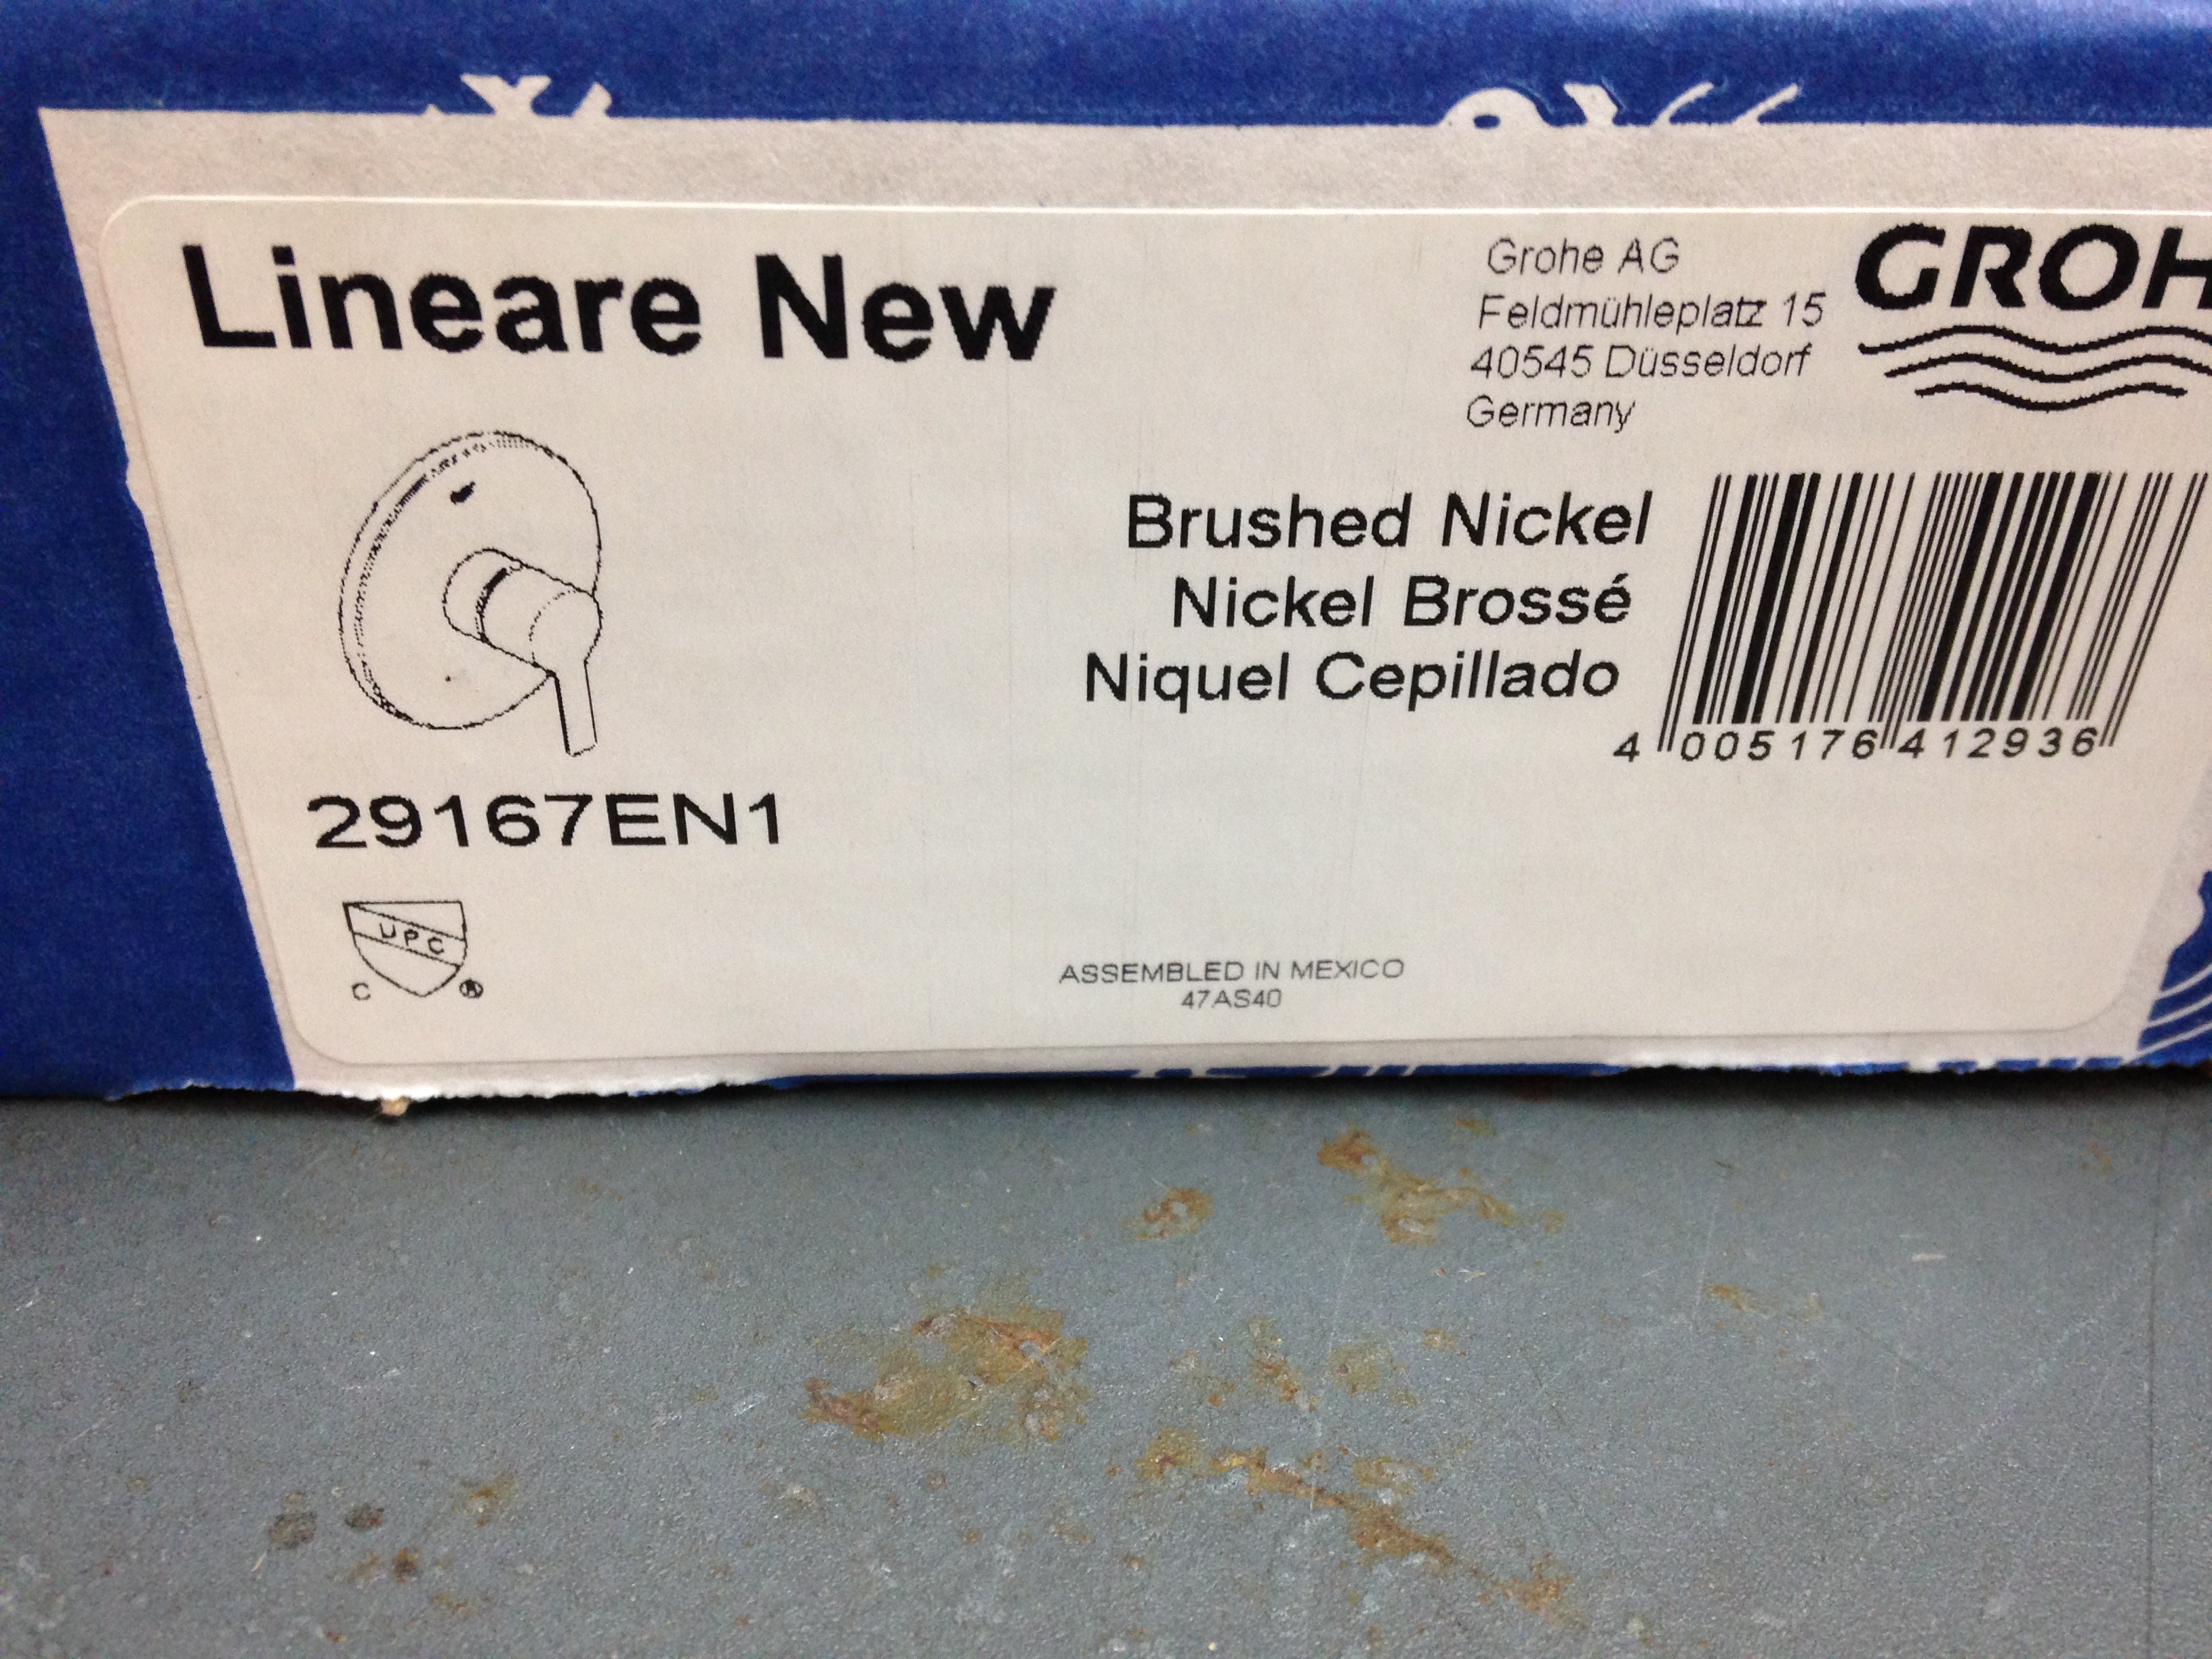 Lineare New
Grohe AG
Feldmühleplatz 15
40545 Düsseldorf
Germany
GROH
Brushed Nickel
Nickel Brossé
Niquel Cepillado
4 005176 412936
29167EN1
UPC
C ®
ASSEMBLED IN MEXICO
47AS40